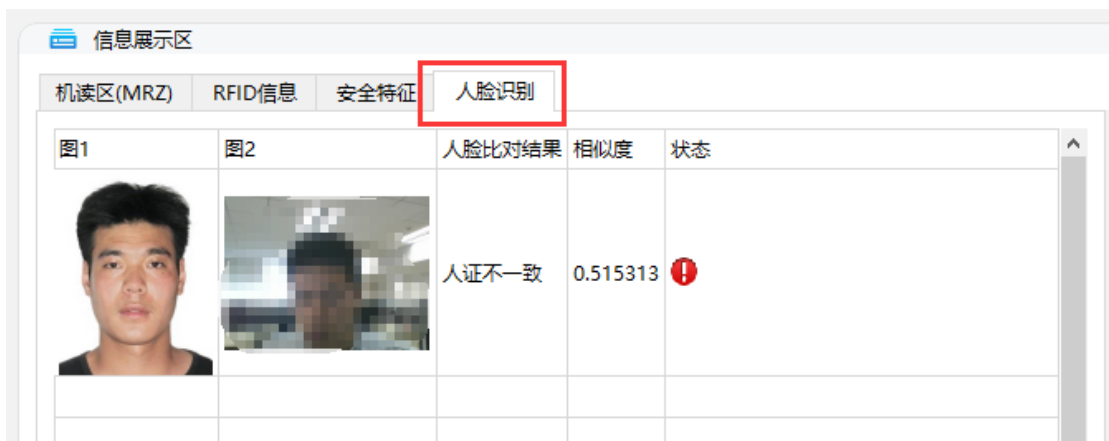 信息展示区
机读区(MRZ) RFID信息 安全特征 人脸识别
图1 图2 人脸比对结果 相似度 状态
人证不一致 0.515313